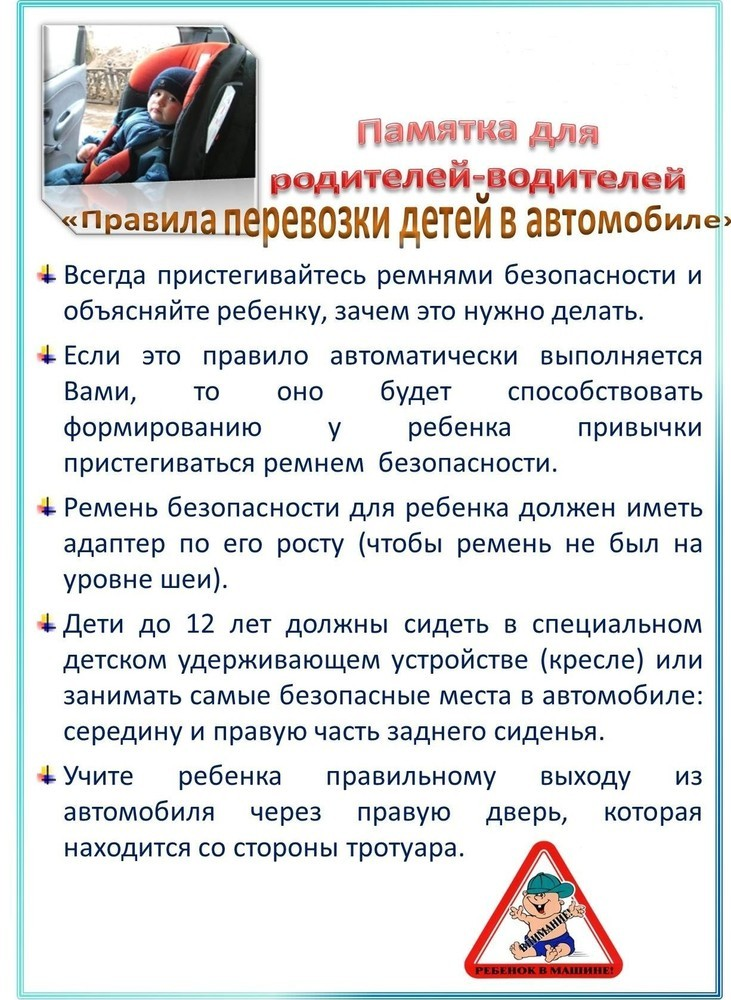 Памятка для
родителей-водителей
«Правила перевозки детей в автомобиле»
Всегда пристегивайтесь ремнями безопасности и
объясняйте ребенку, зачем это нужно делать.
Если это правило автоматически выполняется
Вами, то оно будет способствовать
формированию у ребенка привычки
пристегиваться ремнем безопасности.
Ремень безопасности для ребенка должен иметь
адаптер по его росту (чтобы ремень не был на
уровне шеи).
Дети до 12 лет должны сидеть в специальном
детском удерживающем устройстве (кресле) или
занимать самые безопасные места в автомобиле:
середину и правую часть заднего сиденья.
Учите ребенка правильному выходу из
автомобиля через правую дверь, которая
находится со стороны тротуара.
ВНИМАНИЕ!
РЕБЕНОК В МАШИНЕ!